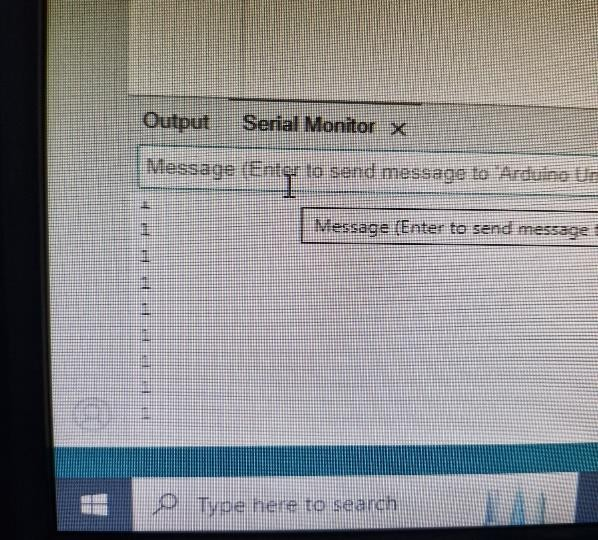 Output Serial Monitor X
Message (Enter to send message to 'Arduino Un
1
1
Message (Enter to send message t
1
1
1
1
1
1
1
Type here to search